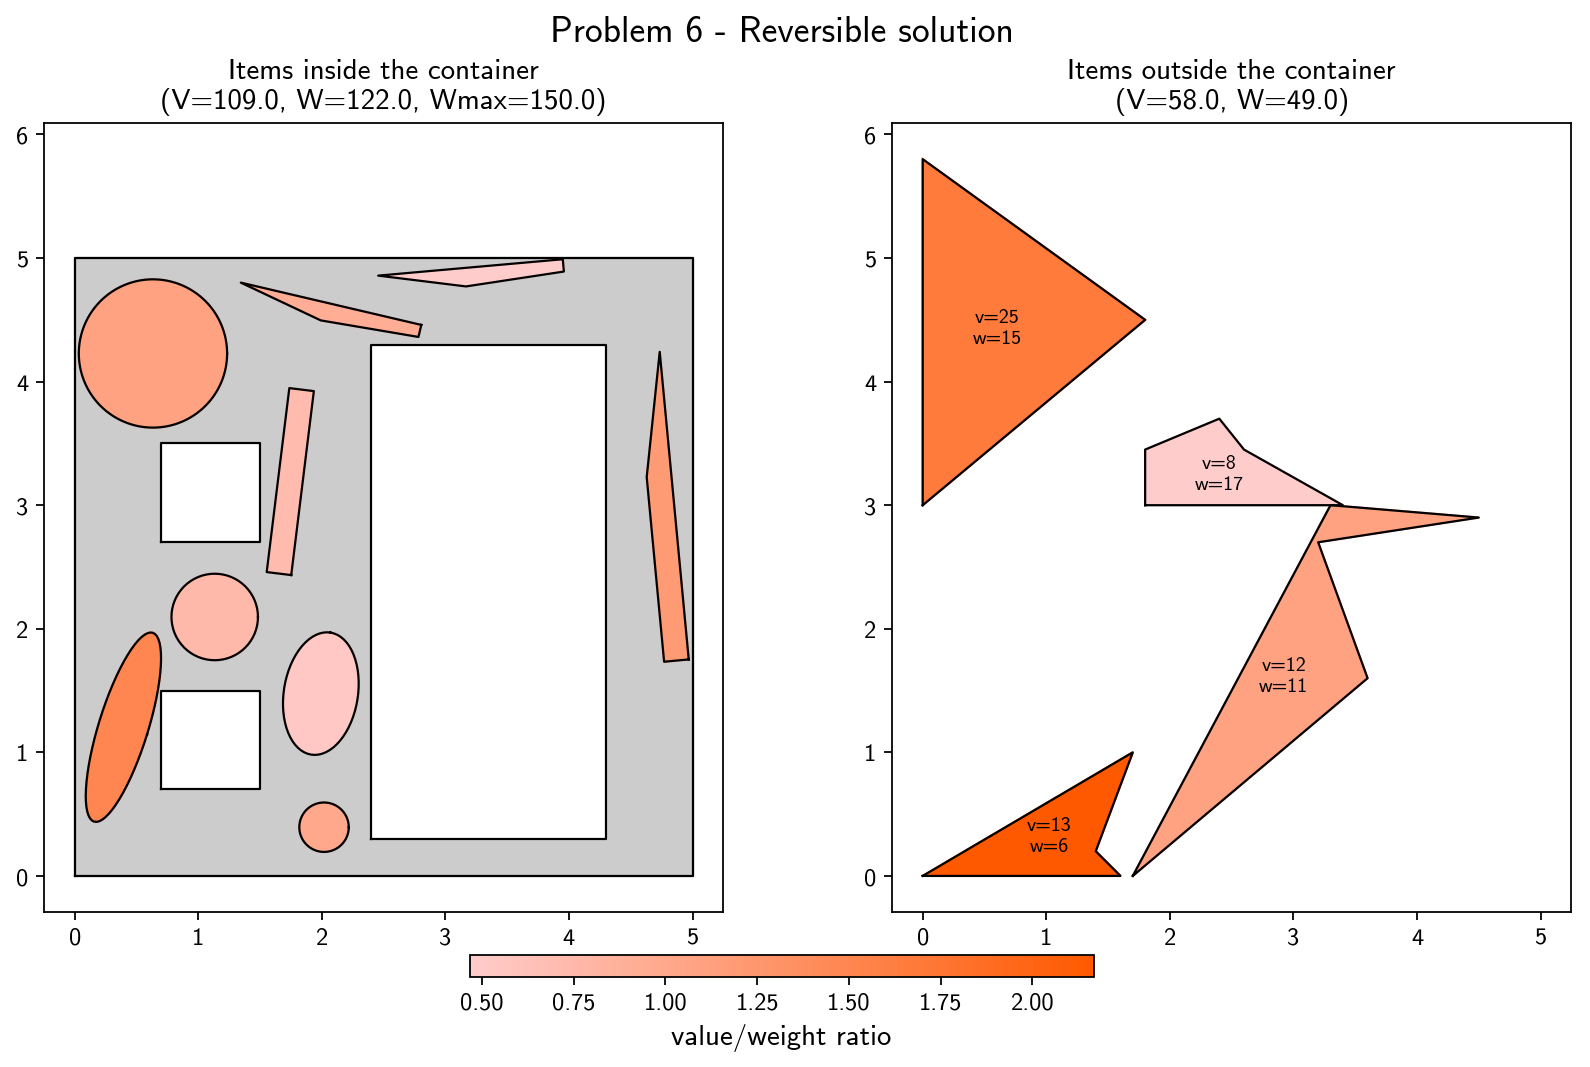 Problem 6 - Reversible solution
Items inside the container
(V=109.0, W=122.0, Wmax=150.0)
6
5
4
3
2
1
0
0 1 2 3 4 5
Items outside the container
(V=58.0, W=49.0)
6
5
4
3
2
1
0
v=25
w=15
v=8
w=17
v=12
w=11
v=13
w=6
0 1 2 3 4 5
0.50 0.75 1.00 1.25 1.50 1.75 2.00
value/weight ratio